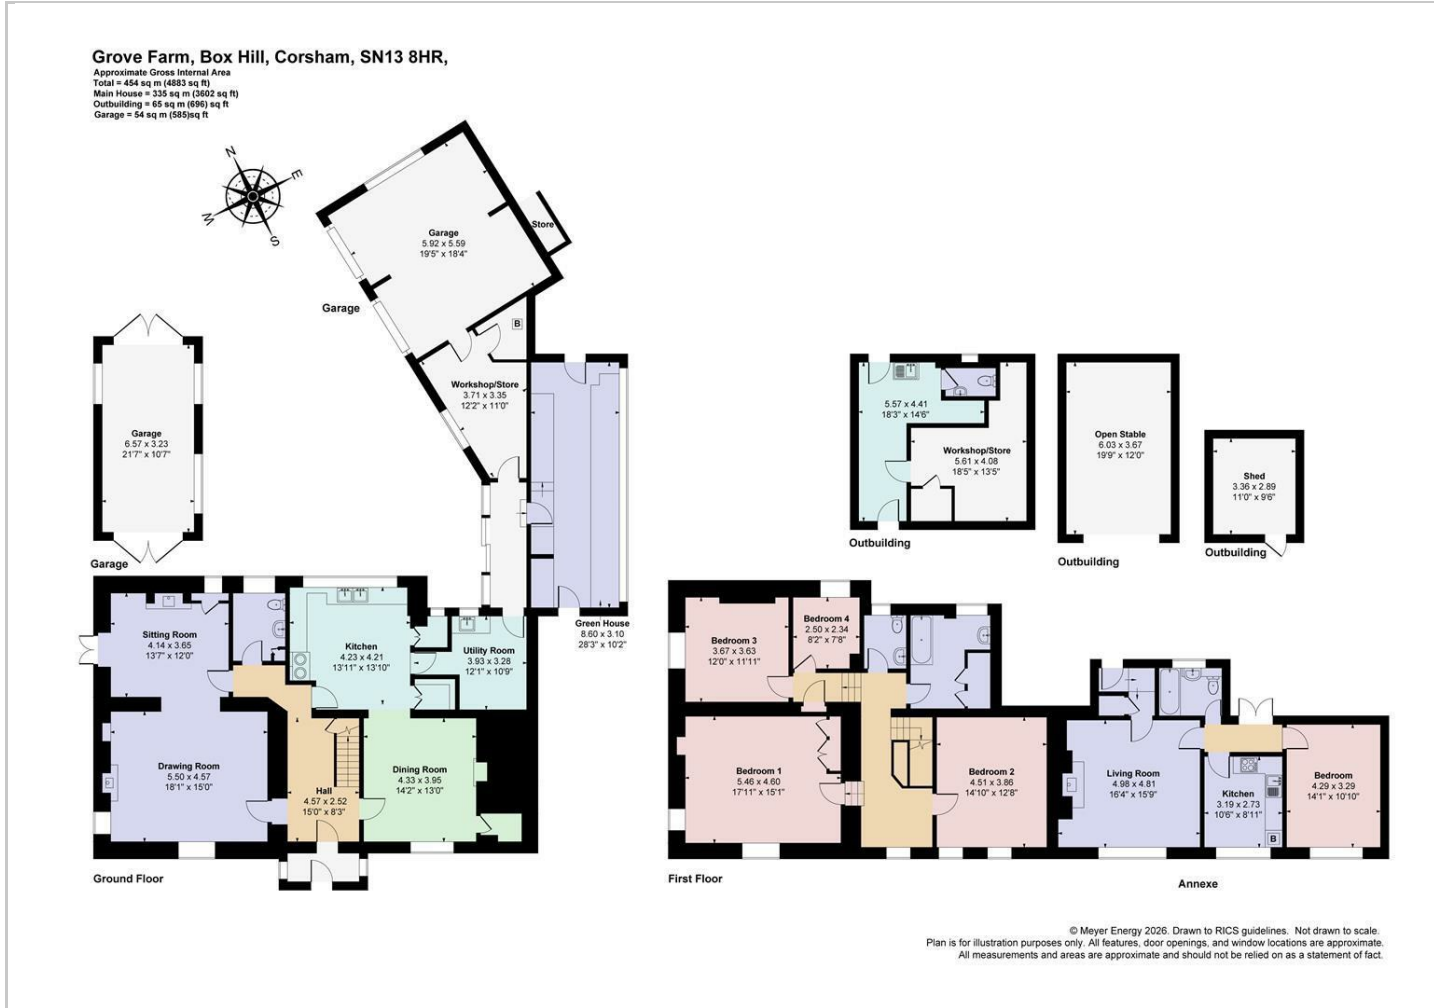 Grove Farm, Box Hill, Corsham, SN13 8HR,
Approximate Gross Internal Area
Total = 454 sq m (4883 sq ft)
Main House = 335 sq m (3602 sq ft)
Outbuilding = 65 sq m (696) sq ft
Garage = 54 sq m (585)sq ft
N
E
S
W
Garage
5.92 x 5.59
19'5" x 18'4"
Store
Garage
B
Workshop/Store
3.71 x 3.35
12'2" x 11'0"
Garage
6.57 x 3.23
21'7" x 10'7"
Garage
Green House
8.60 x 3.10
28'3" x 10'2"
Sitting Room
4.14 x 3.65
13'7" x 12'0"
Kitchen
4.23 x 4.21
13'11" x 13'10"
Utility Room
3.93 x 3.28
12'1" x 10'9"
Drawing Room
5.50 x 4.57
18'1" x 15'0"
Hall
4.57 x 2.52
15'0" x 8'3"
Dining Room
4.33 x 3.95
14'2" x 13'0"
Ground Floor
5.57 x 4.41
18'3" x 14'6"
Workshop/Store
5.61 x 4.08
18'5" x 13'5"
Outbuilding
Open Stable
6.03 x 3.67
19'9" x 12'0"
Outbuilding
Shed
3.36 x 2.89
11'0" x 9'6"
Outbuilding
Bedroom 3
3.67 x 3.63
12'0" x 11'11"
Bedroom 4
2.50 x 2.34
8'2" x 7'8"
Bedroom 1
5.46 x 4.60
17'11" x 15'1"
Bedroom 2
4.51 x 3.86
14'10" x 12'8"
Living Room
4.98 x 4.81
16'4" x 15'9"
Kitchen
3.19 x 2.73
10'6" x 8'11"
B
Bedroom
4.29 x 3.29
14'1" x 10'10"
First Floor
Annexe
© Meyer Energy 2026. Drawn to RICS guidelines. Not drawn to scale.
Plan is for illustration purposes only. All features, door openings, and window locations are approximate.
All measurements and areas are approximate and should not be relied on as a statement of fact.